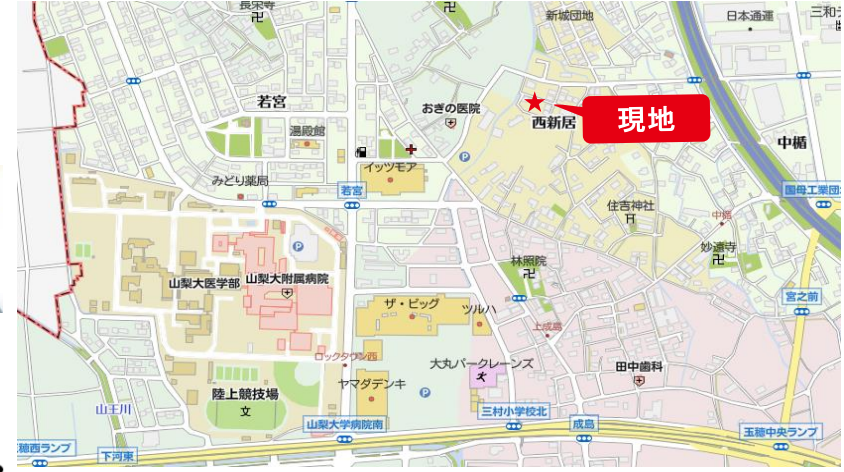 長栄寺
新城団地
日本通運
三和
若宮
おぎの医院
西新居
現地
湯殿館
中楯
イッツモア
みどり薬局
若宮
国母工業団
住吉神社
中楯
妙遠寺
林照院
山梨大医学部
山梨大附属病院
P
P
宮之前
ザ・ビッグ
ツルハ
上成島
ロックタウン西
大丸パークレーンズ
田中歯科
ヤマダデンキ
P
陸上競技場
文
山王川
三村小学校北
山梨大学病院南
成島
玉穂中央ランプ
穂西ランプ
下河東